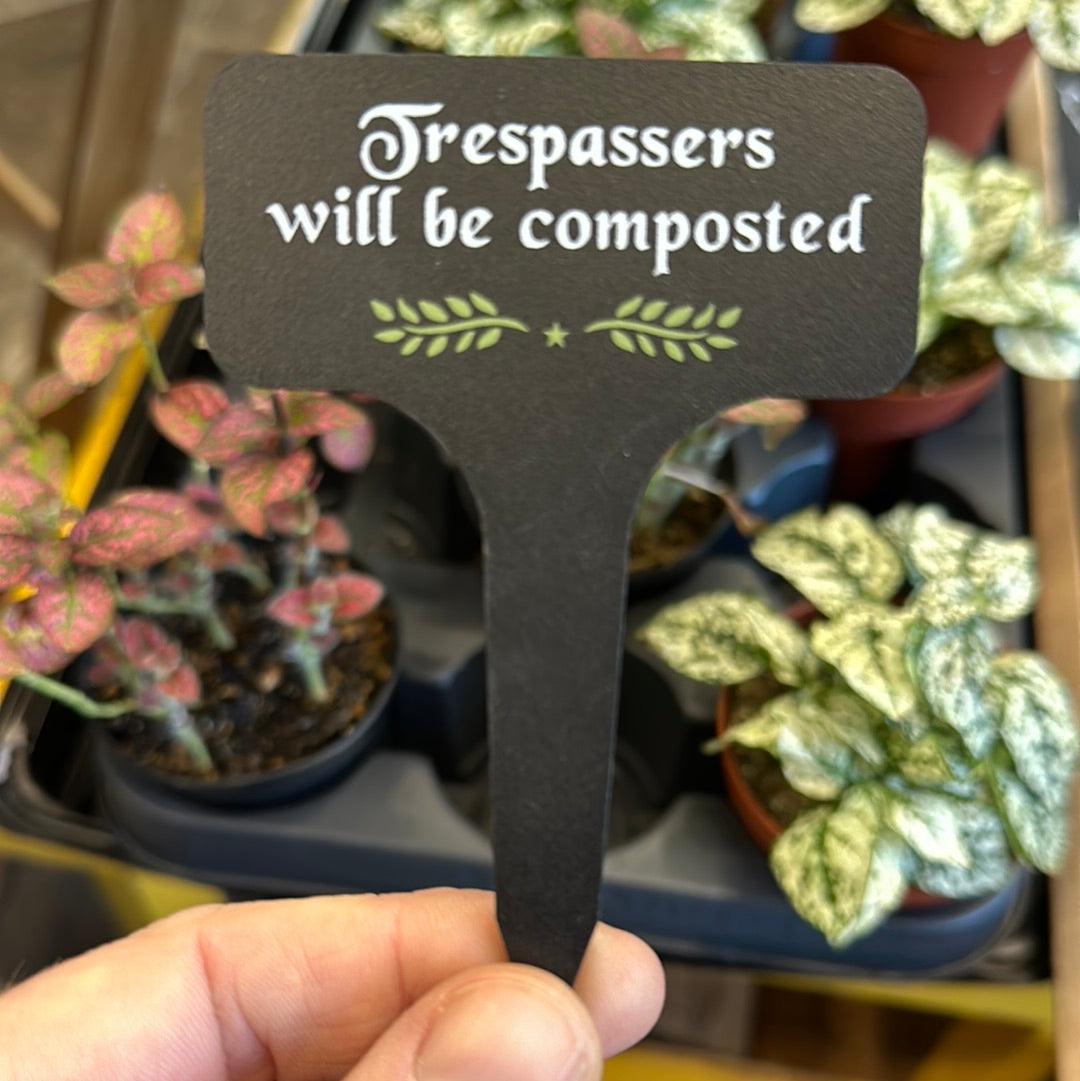 Trespassers
will be composted